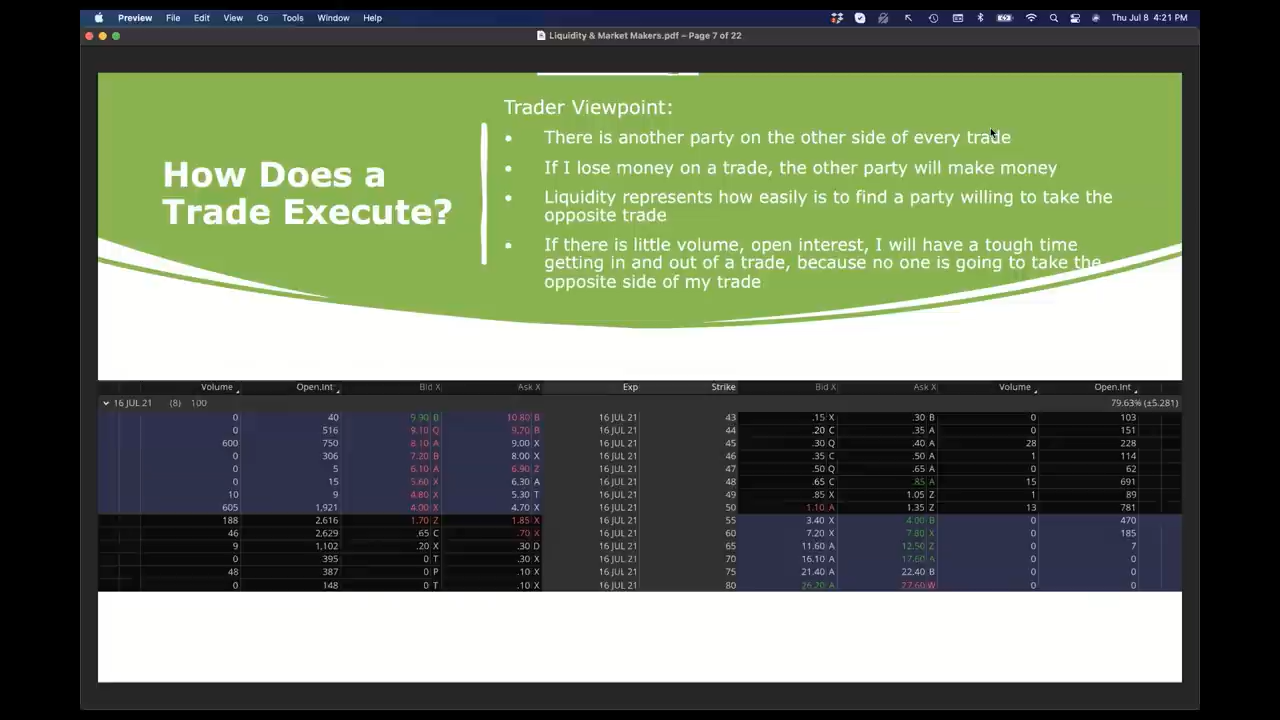 Preview File Edit View Go Tools Window Help Thu Jul 8 4:21 PM
Liquidity & Market Makers.pdf – Page 7 of 22
How Does a
Trade Execute?
Trader Viewpoint:
• There is another party on the other side of every trade
• If I lose money on a trade, the other party will make money
• Liquidity represents how easily is to find a party willing to take the
opposite trade
• If there is little volume, open interest, I will have a tough time
getting in and out of a trade, because no one is going to take the
opposite side of my trade
Volume Open.Int Bid X Ask X Exp Strike Bid X Ask X Volume Open.Int
16 JUL 21 (8) 100 79.63% (±5.281)
0 40 9.90 B 10.80 B 16 JUL 21 43 .15 X .30 B 0 103
0 516 9.10 Q 9.70 B 16 JUL 21 44 .20 C .35 A 0 151
600 750 8.10 A 9.00 X 16 JUL 21 45 .30 Q .40 A 28 228
0 306 7.20 B 8.00 X 16 JUL 21 46 .35 C .50 A 1 114
0 5 6.10 A 6.90 Z 16 JUL 21 47 .50 Q .65 A 0 62
0 15 5.60 X 6.30 A 16 JUL 21 48 .65 C .85 A 15 691
10 9 4.80 X 5.30 T 16 JUL 21 49 .85 X 1.05 Z 1 89
605 1,921 4.00 X 4.70 X 16 JUL 21 50 1.10 A 1.35 Z 13 781
188 2,616 1.70 Z 1.85 X 16 JUL 21 55 3.40 X 4.00 B 0 470
46 2,629 .65 C .70 X 16 JUL 21 60 7.20 X 7.80 X 0 185
9 1,102 .20 X .30 D 16 JUL 21 65 11.60 A 12.50 Z 0 7
0 395 0 T .30 X 16 JUL 21 70 16.10 A 17.60 A 0 0
48 387 0 P .10 X 16 JUL 21 75 21.40 A 22.40 B 0 0
0 148 0 T .10 X 16 JUL 21 80 26.20 A 27.60 W 0 0